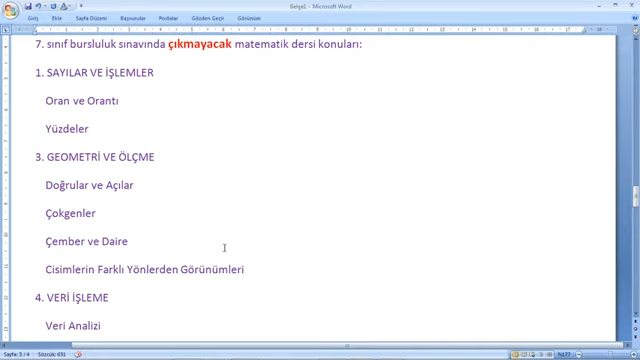 Belge1 - Microsoft Word
Giriş Ekle Sayfa Düzeni Başvurular Postalar Gözden Geçir Görünüm
7. sınıf bursluluk sınavında çıkmayacak matematik dersi konuları:
1. SAYILAR VE İŞLEMLER
Oran ve Orantı
Yüzdeler
3. GEOMETRİ VE ÖLÇME
Doğrular ve Açılar
Çokgenler
Çember ve Daire
Cisimlerin Farklı Yönlerden Görünümleri
4. VERİ İŞLEME
Veri Analizi
Sayfa: 3 / 4 Sözcük: 651 %177